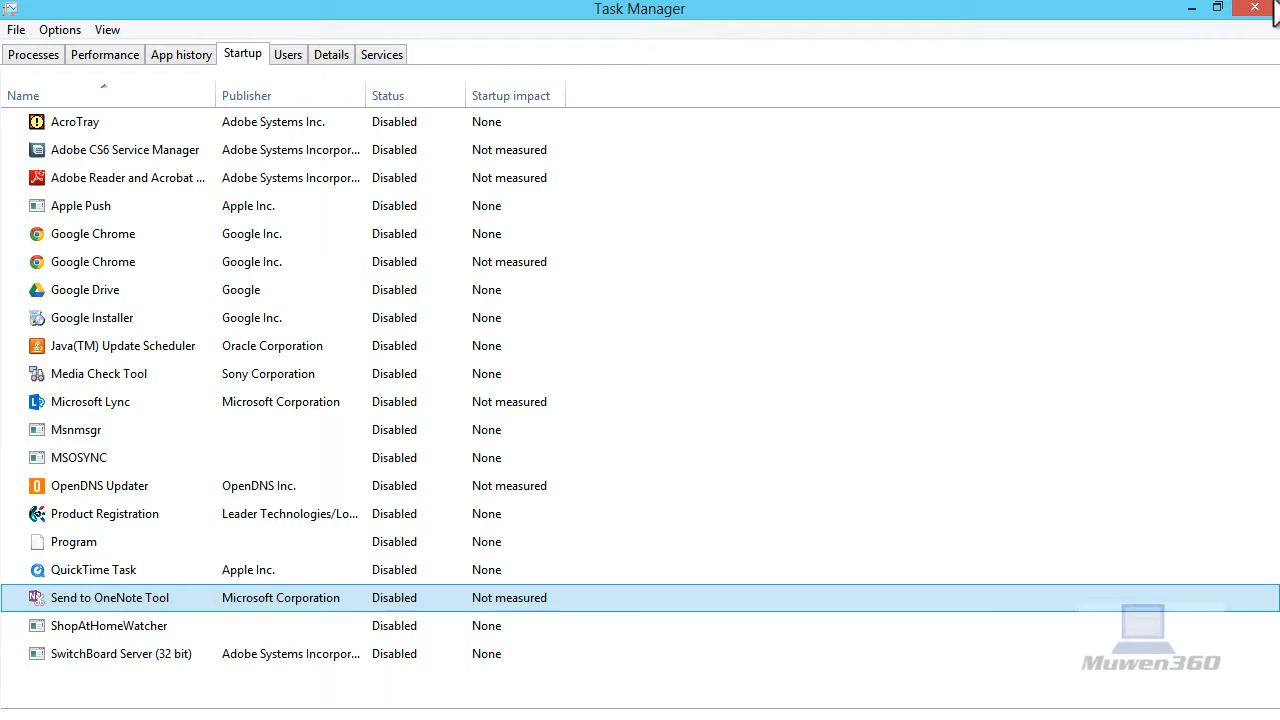 Task Manager
File Options View
Processes Performance App history Startup Users Details Services
Name Publisher Status Startup impact
AcroTray Adobe Systems Inc. Disabled None
Adobe CS6 Service Manager Adobe Systems Incorpor... Disabled Not measured
Adobe Reader and Acrobat ... Adobe Systems Incorpor... Disabled Not measured
Apple Push Apple Inc. Disabled None
Google Chrome Google Inc. Disabled None
Google Chrome Google Inc. Disabled Not measured
Google Drive Google Disabled None
Google Installer Google Inc. Disabled None
Java(TM) Update Scheduler Oracle Corporation Disabled None
Media Check Tool Sony Corporation Disabled None
Microsoft Lync Microsoft Corporation Disabled Not measured
Msnmsgr Disabled None
MSOSYNC Disabled None
OpenDNS Updater OpenDNS Inc. Disabled Not measured
Product Registration Leader Technologies/Lo... Disabled None
Program Disabled None
QuickTime Task Apple Inc. Disabled None
Send to OneNote Tool Microsoft Corporation Disabled Not measured
ShopAtHomeWatcher Disabled None
SwitchBoard Server (32 bit) Adobe Systems Incorpor... Disabled None
Muwen360